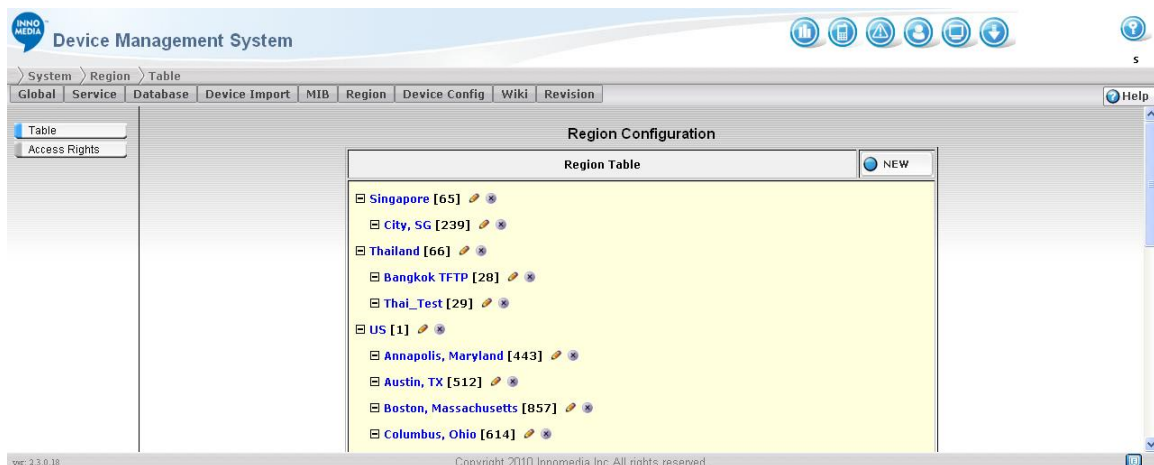 INNO
MEDIA
Device Management System
s
System Region Table
Global Service Database Device Import MIB Region Device Config Wiki Revision
Help
Table
Access Rights
Region Configuration
Region Table
NEW
Singapore [65]
City, SG [239]
Thailand [66]
Bangkok TFTP [28]
Thai_Test [29]
US [1]
Annapolis, Maryland [443]
Austin, TX [512]
Boston, Massachusetts [857]
Columbus, Ohio [614]
ver: 2.3.0.18
Copyright 2010 Innomedia Inc All rights reserved